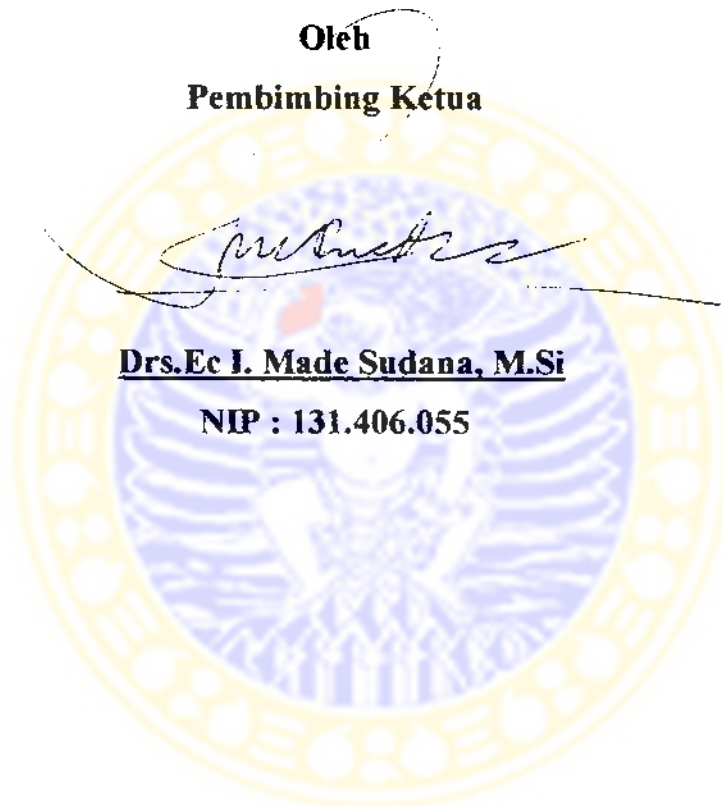 Oleh
Pembimbing Ketua
Drs.Ec I. Made Sudana, M.Si
NIP : 131.406.055